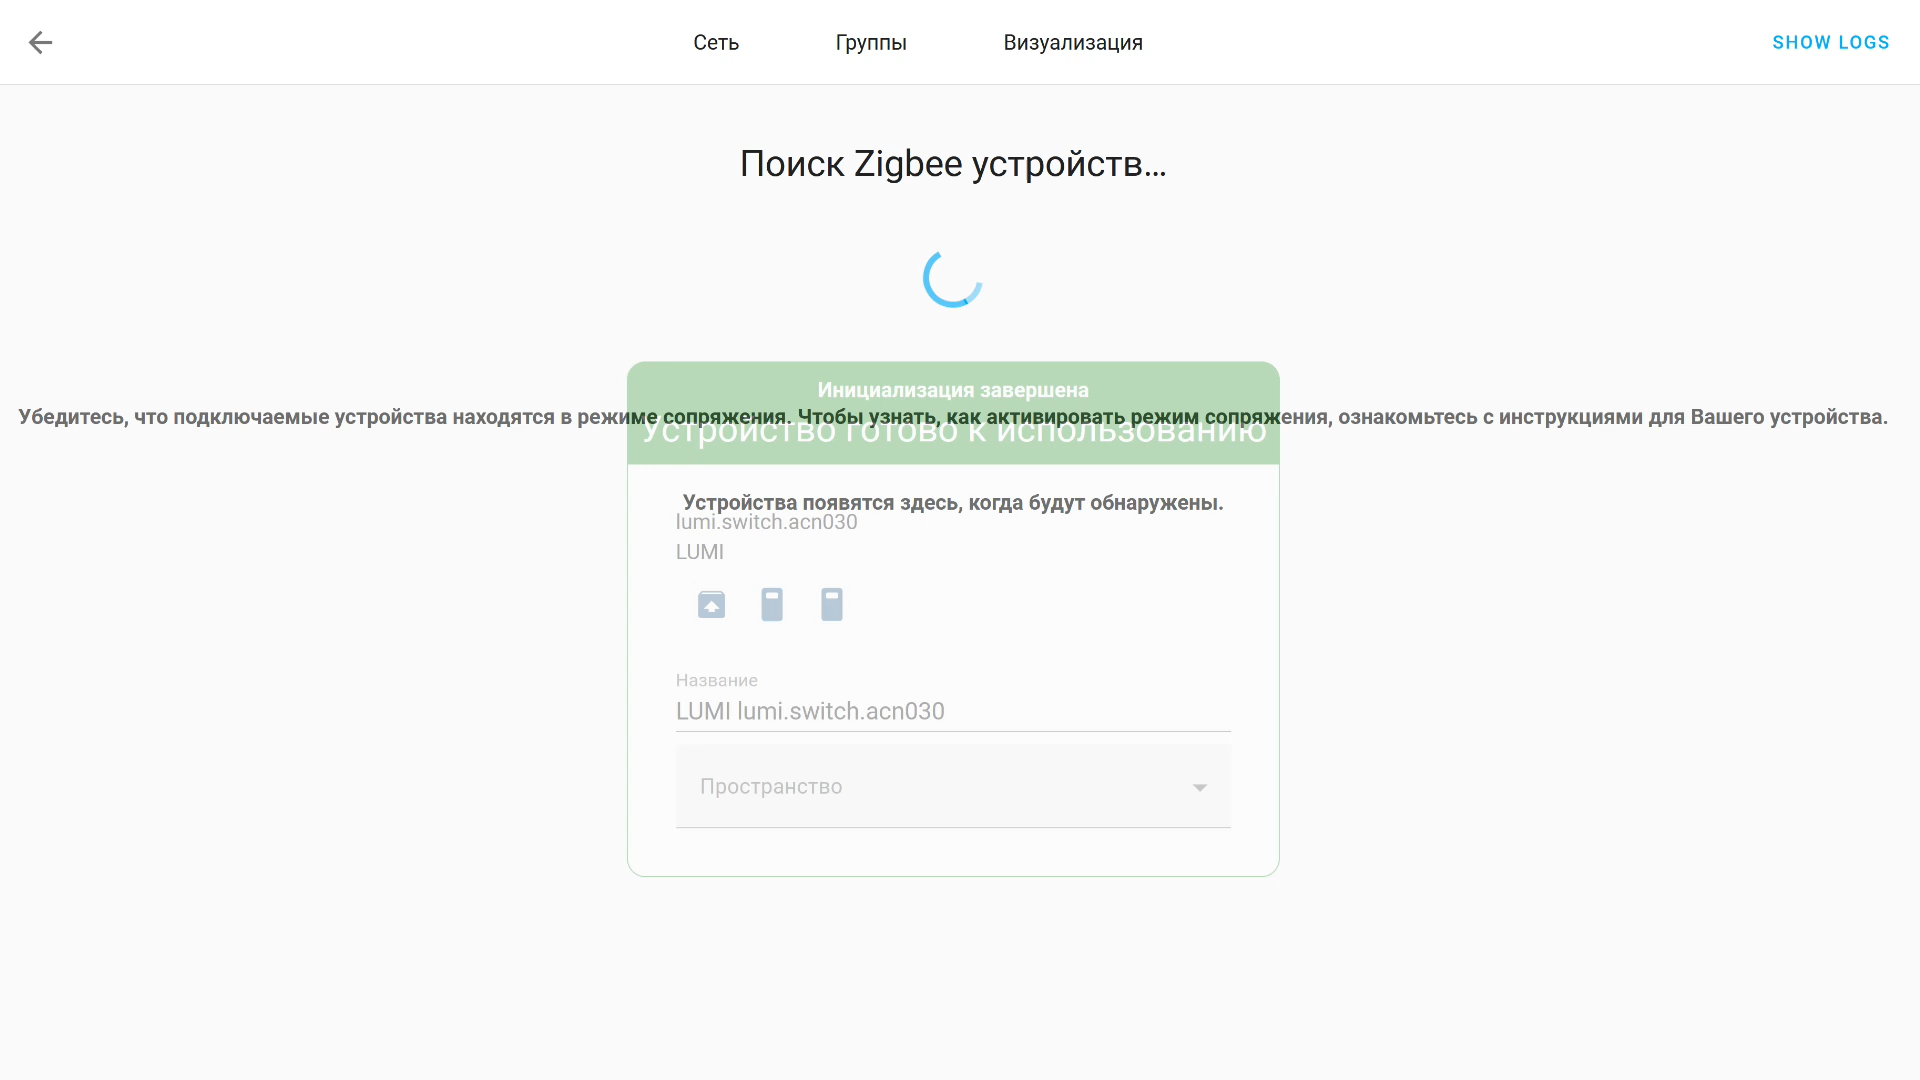 Сеть
Группы
Визуализация
SHOW LOGS
Поиск Zigbee устройств...
Инициализация завершена
Убедитесь, что подключаемые устройства находятся в режиме сопряжения. Чтобы узнать, как активировать режим сопряжения, ознакомьтесь с инструкциями для Вашего устройства.
Устройство готово к использованию
Устройства появятся здесь, когда будут обнаружены.
lumi.switch.acn030
LUMI
Название
LUMI lumi.switch.acn030
Пространство